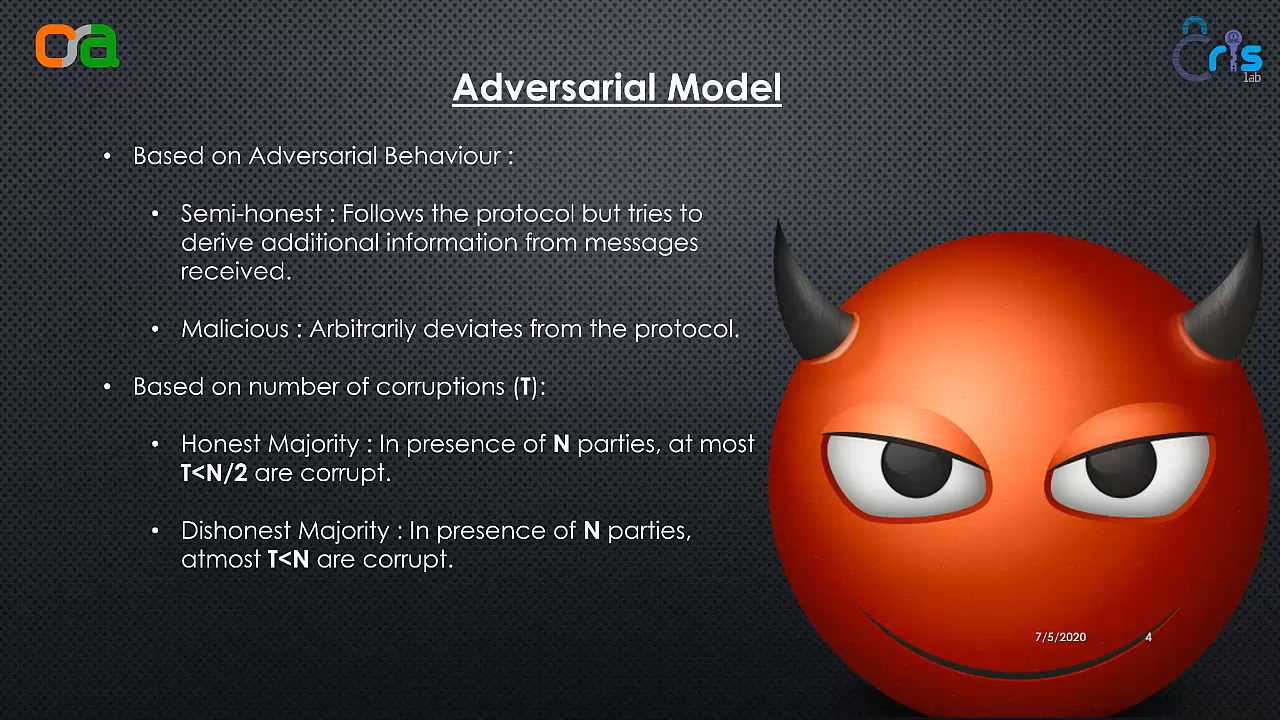 Cris
lab
Adversarial Model
• Based on Adversarial Behaviour :
• Semi-honest : Follows the protocol but tries to
derive additional information from messages
received.
• Malicious : Arbitrarily deviates from the protocol.
• Based on number of corruptions (T):
• Honest Majority : In presence of N parties, at most
T<N/2 are corrupt.
• Dishonest Majority : In presence of N parties,
atmost T<N are corrupt.
7/5/2020
4